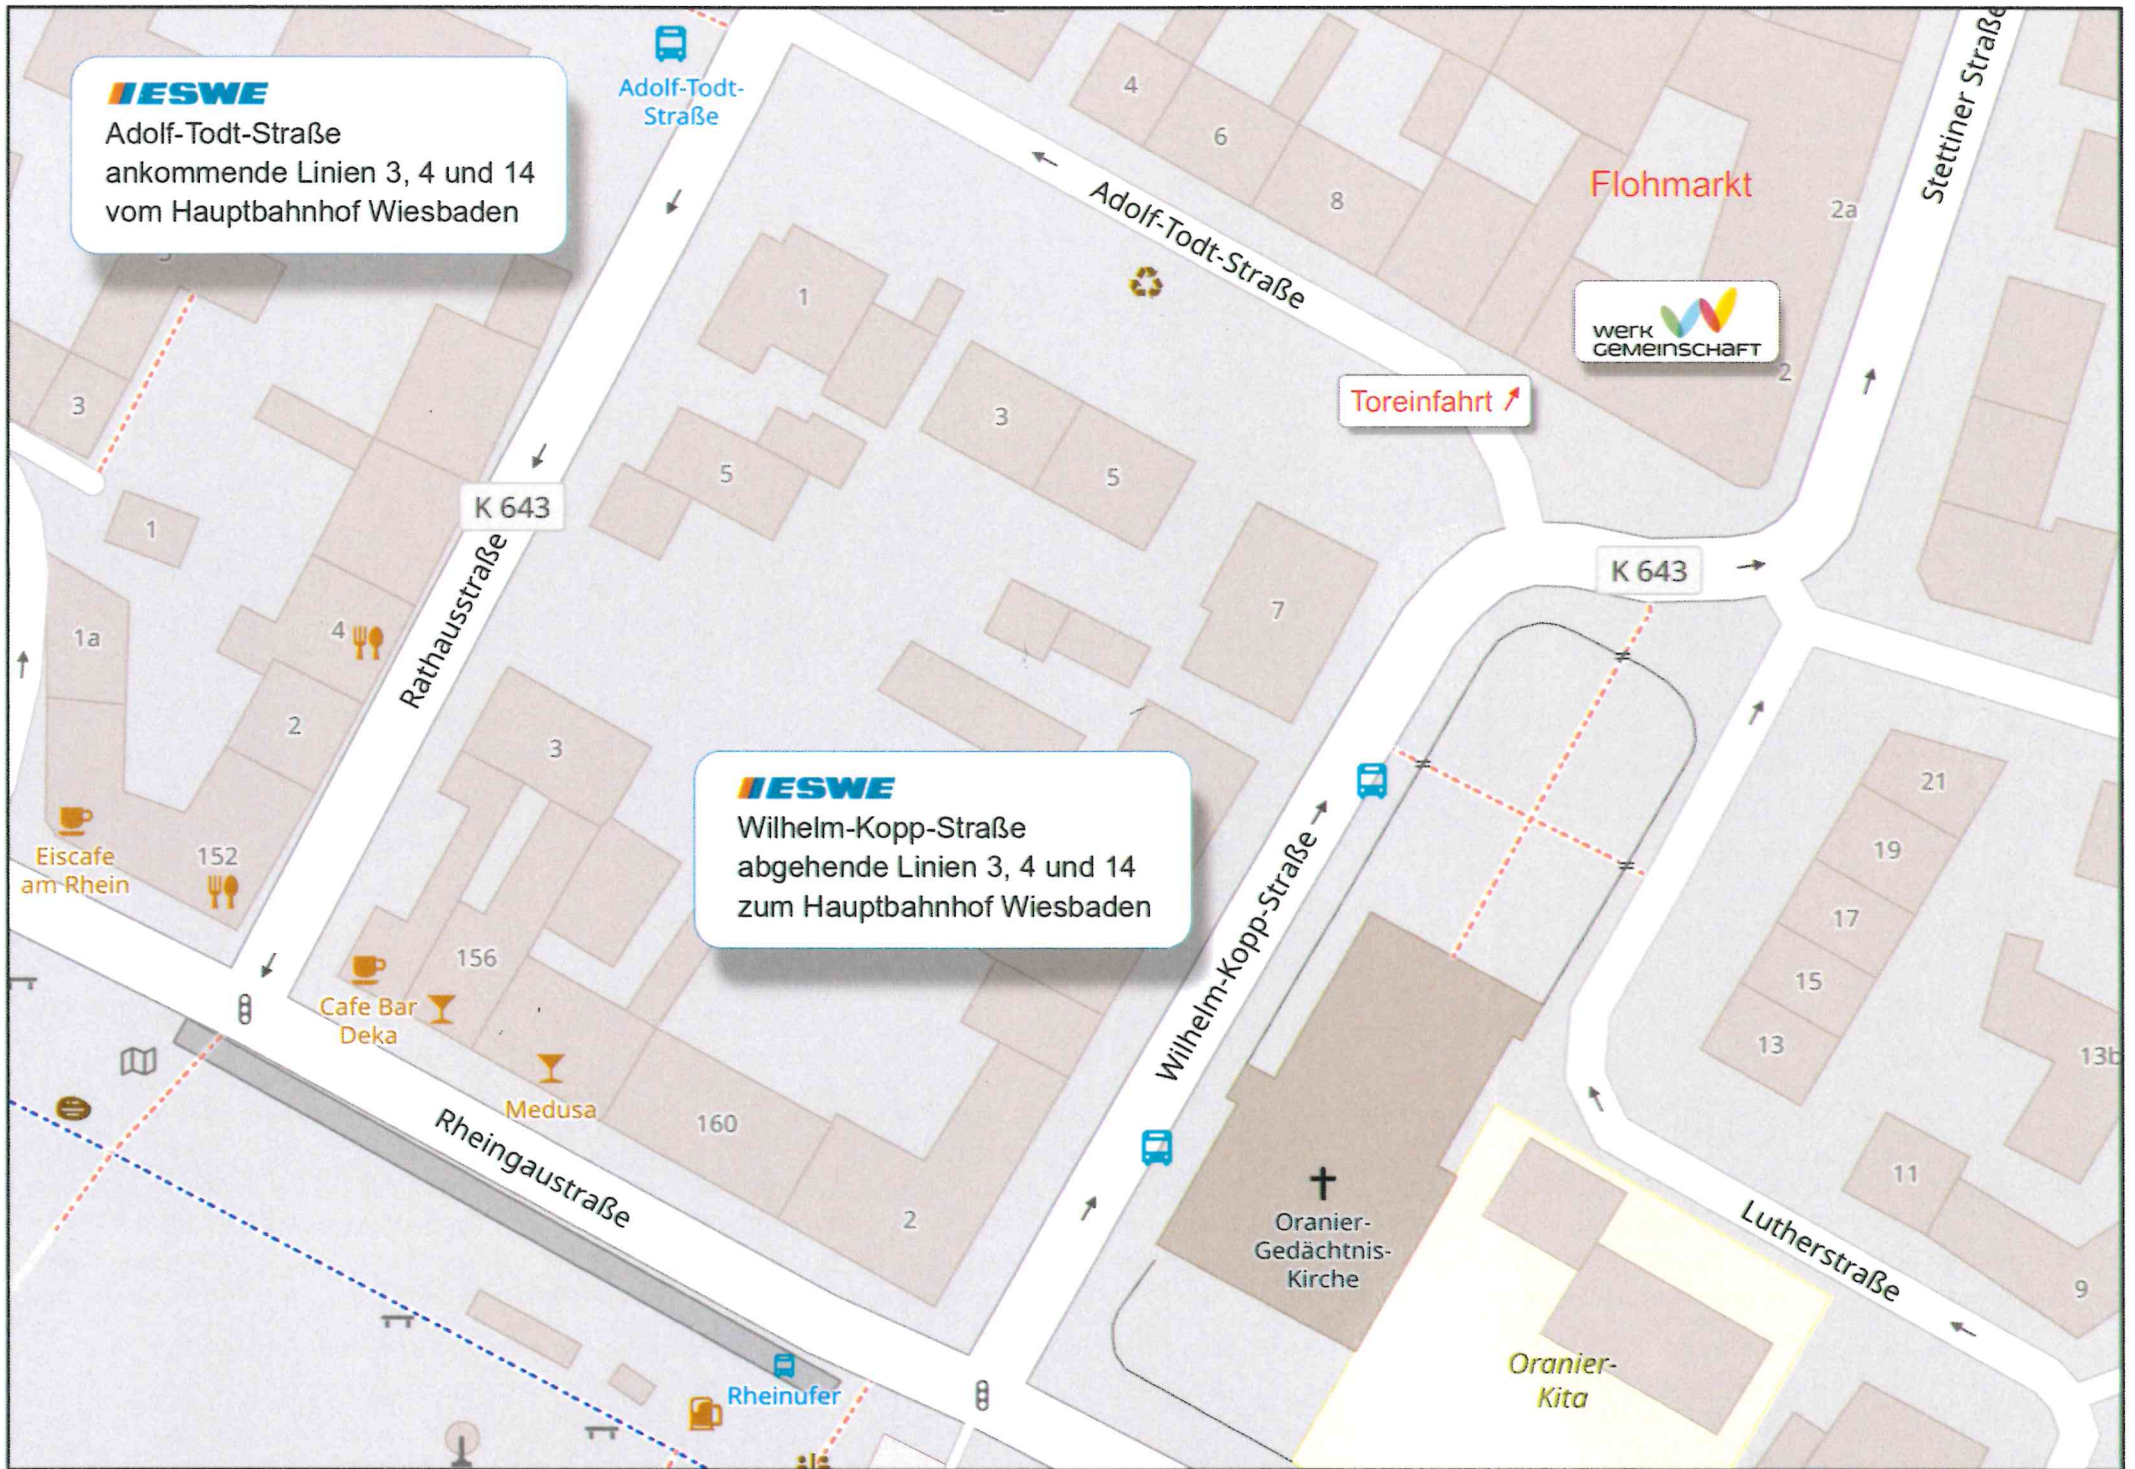 ESWE
Adolf-Todt-Straße
ankommende Linien 3, 4 und 14
vom Hauptbahnhof Wiesbaden
Adolf-Todt-
Straße
4
6
8
Adolf-Todt-Straße
Flohmarkt
2a
Stettiner Straße
werk
Gemeinschaft
2
Toreinfahrt
1
3
5
3
5
7
K 643
K 643
Rathausstraße
3
1
1a
4
2
3
ESWE
Wilhelm-Kopp-Straße
abgehende Linien 3, 4 und 14
zum Hauptbahnhof Wiesbaden
Wilhelm-Kopp-Straße
21
19
17
15
13
13b
11
9
Eiscafe
am Rhein
152
156
Cafe Bar
Deka
Medusa
160
2
Rheingaustraße
Rheinufer
Oranier-
Gedächtnis-
Kirche
Lutherstraße
Oranier-
Kita